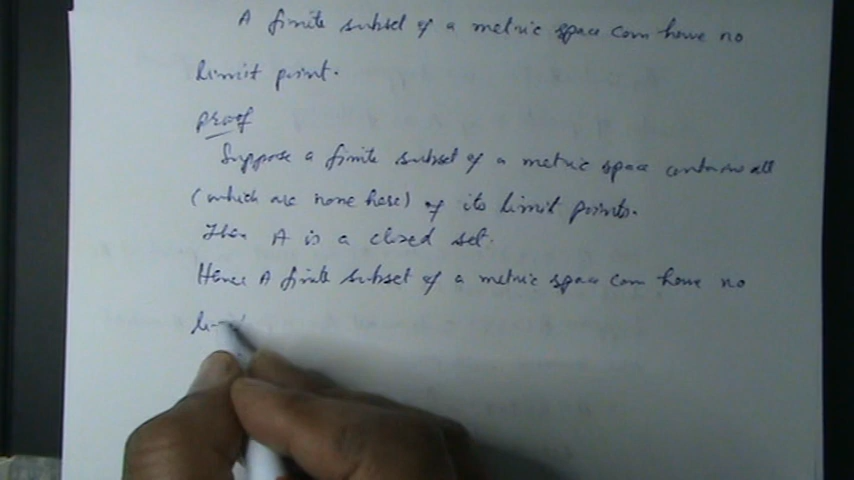 A finite subset of a metric space can have no
limit point.
proof
Suppose a finite subset of a metric space contains all
(which are none here) of its limit points.
Then A is a closed set.
Hence A finite subset of a metric space can have no